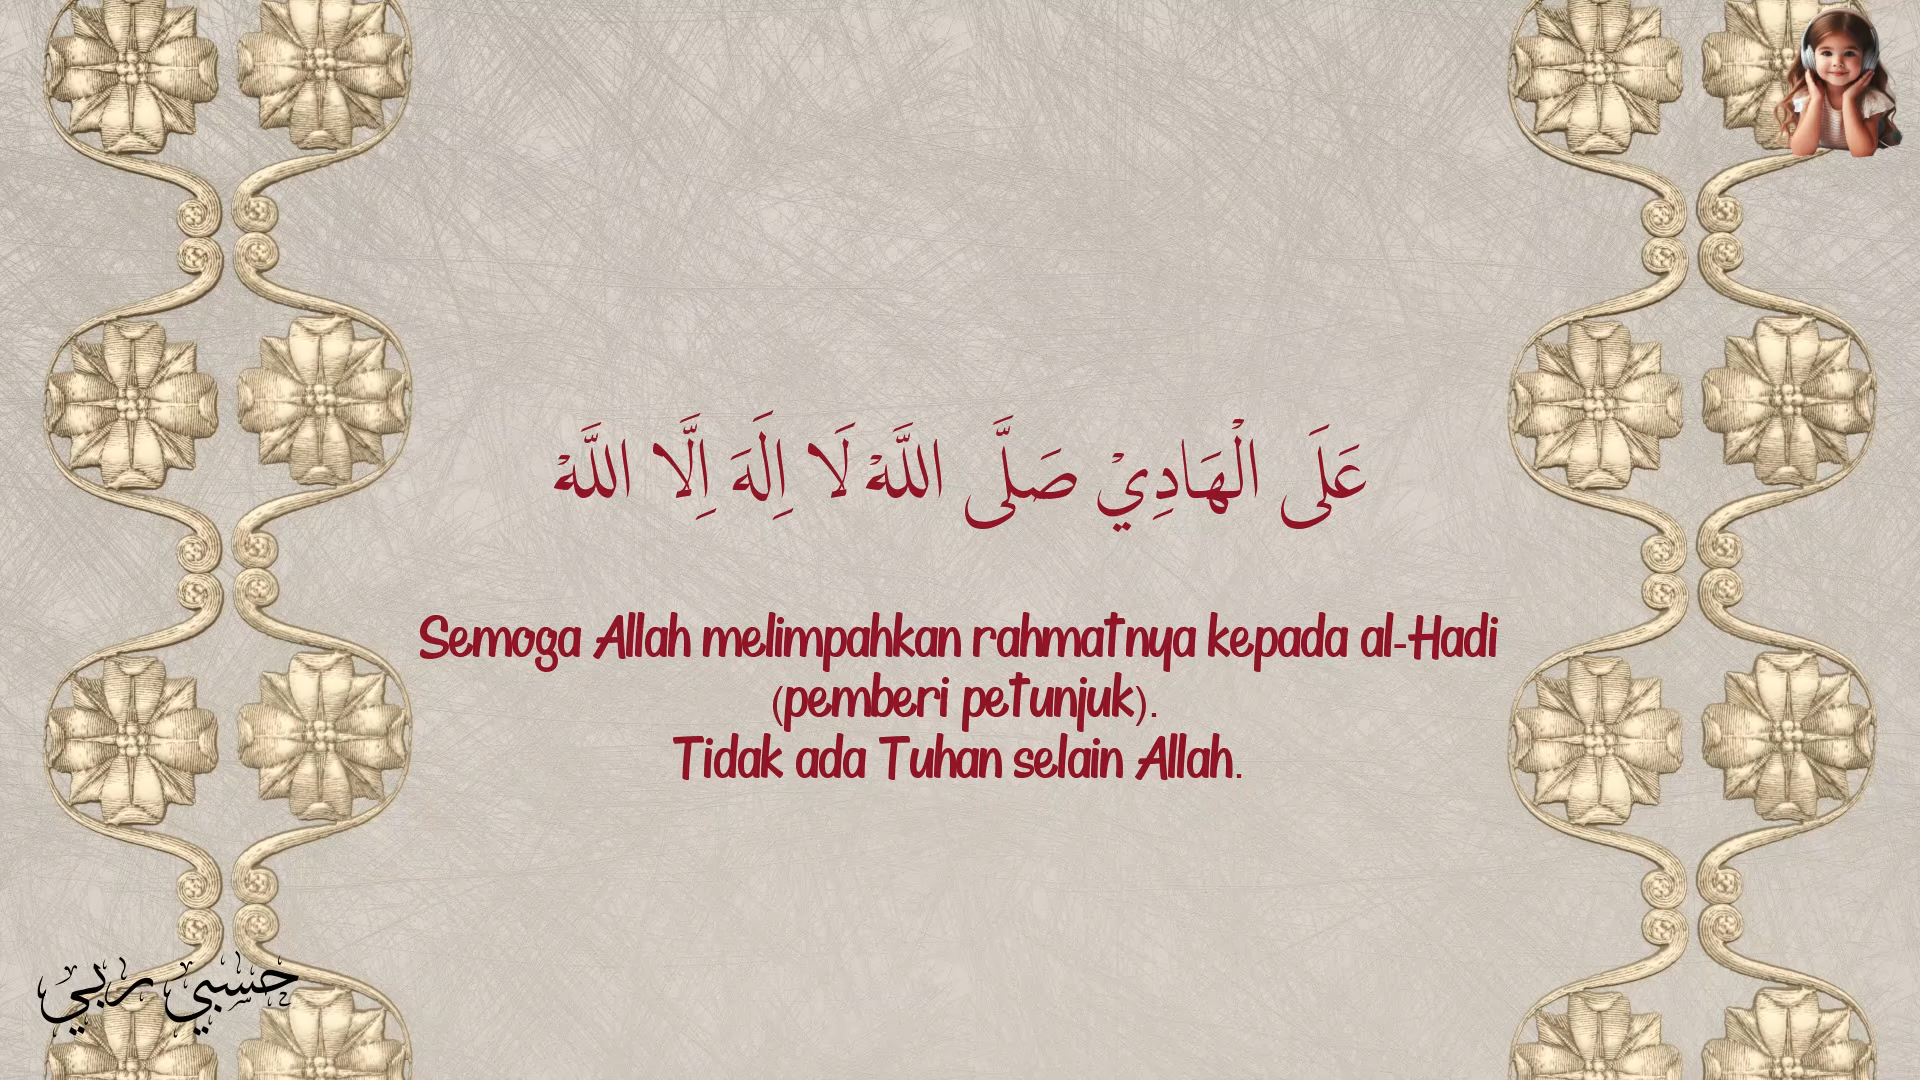 عَلَى الْهَادِيْ صَلَّى اللَّهْ لَا اِلَهَ اِلَّا اللَّهْ
Semoga Allah melimpahkan rahmatnya kepada al-Hadi
(pemberi petunjuk).
Tidak ada Tuhan selain Allah.
حسبي ربي